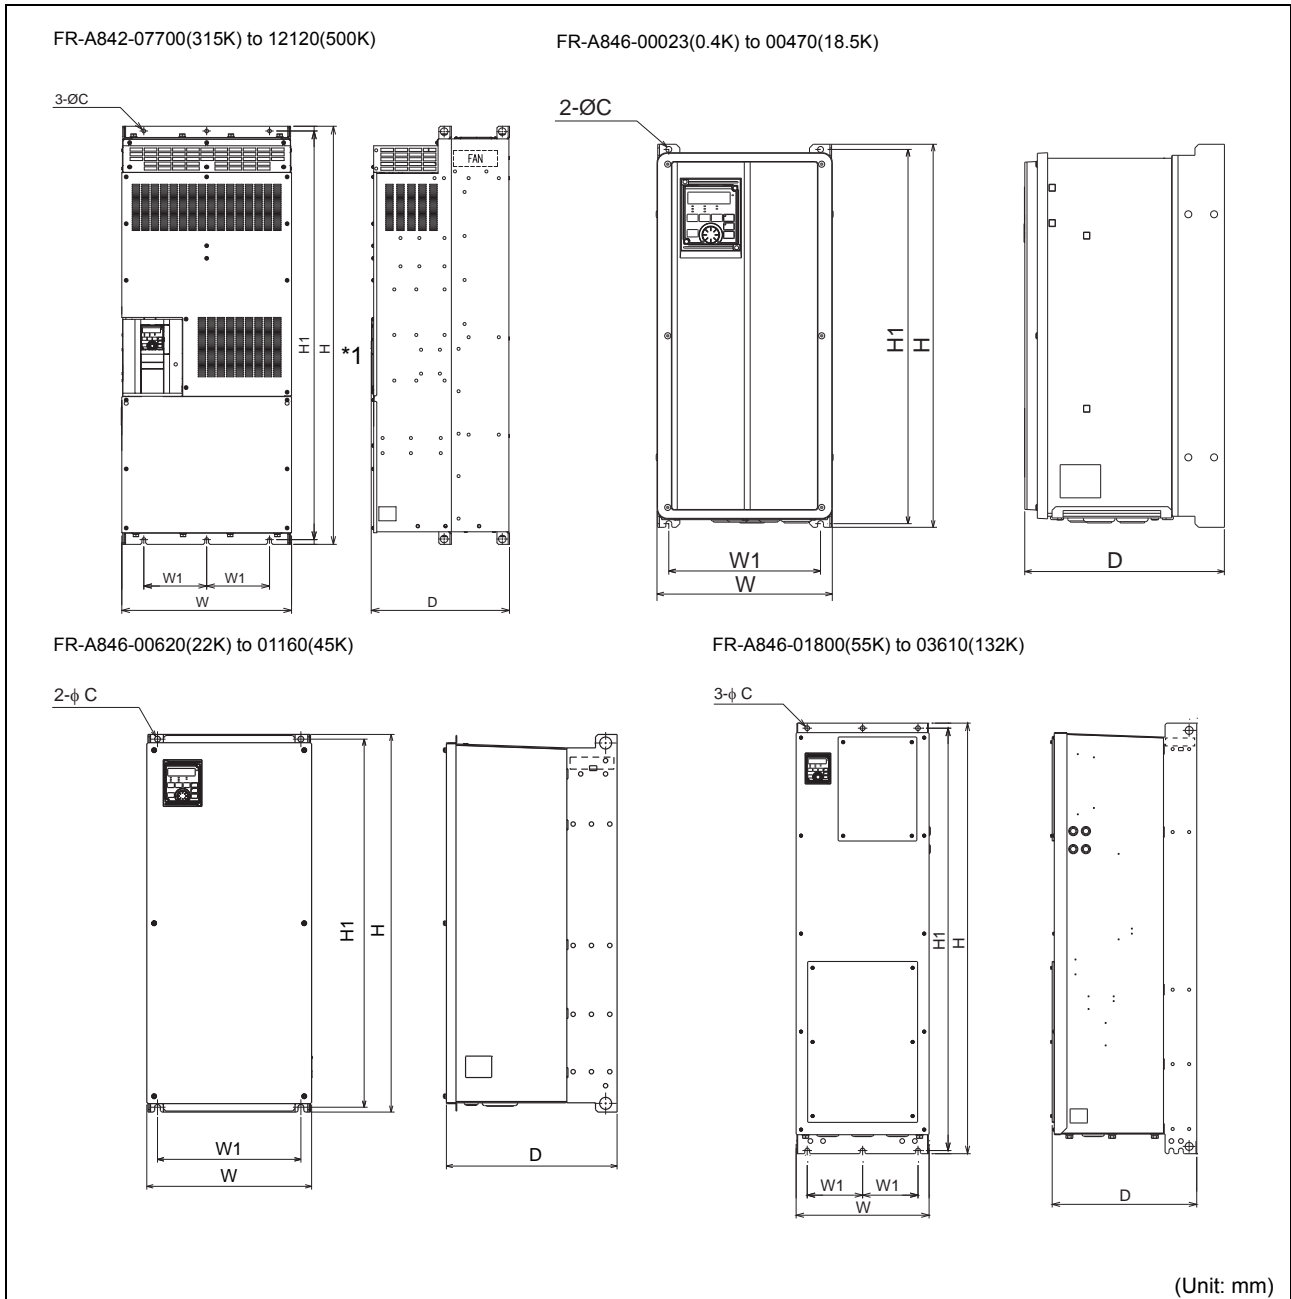 FR-A842-07700(315K) to 12120(500K)
FR-A846-00023(0.4K) to 00470(18.5K)
3-ØC
FAN
H1
H
*1
W1
W1
W
D
2-ØC
H1
H
W1
W
D
FR-A846-00620(22K) to 01160(45K)
FR-A846-01800(55K) to 03610(132K)
2-ϕ C
H1
H
W1
W
D
3-ϕ C
H1
H
W1
W1
W
D
(Unit: mm)